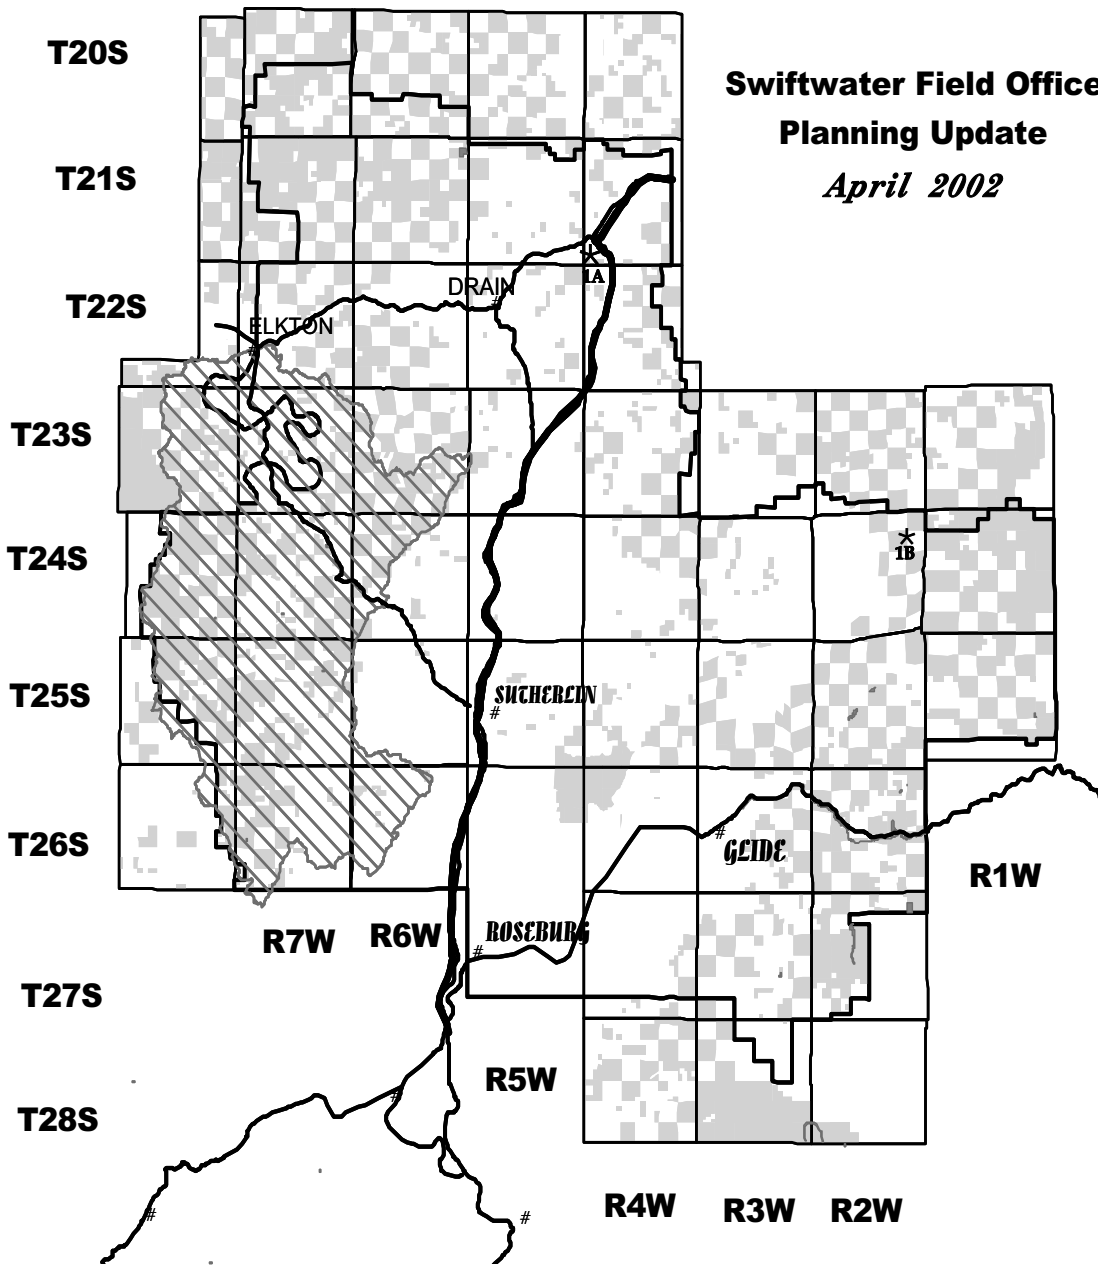 T20S
Swiftwater Field Office
Planning Update
April 2002
T21S
1A
DRAIN
#
T22S
ELKTON
#
T23S
1B
T24S
T25S
SUTHERLIN
#
T26S
#
GLIDE
R1W
R7W
R6W
ROSEBURG
#
T27S
R5W
#
T28S
R4W
R3W
R2W
#
#